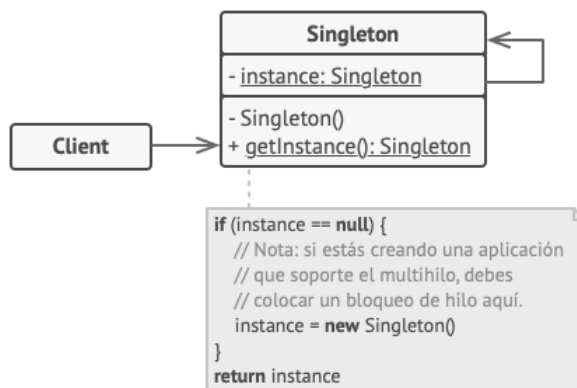 Singleton
- instance: Singleton
- Singleton()
+ getInstance(): Singleton
Client
if (instance == null) {
// Nota: si estás creando una aplicación
// que soporte el multihilo, debes
// colocar un bloqueo de hilo aquí.
instance = new Singleton()
}
return instance